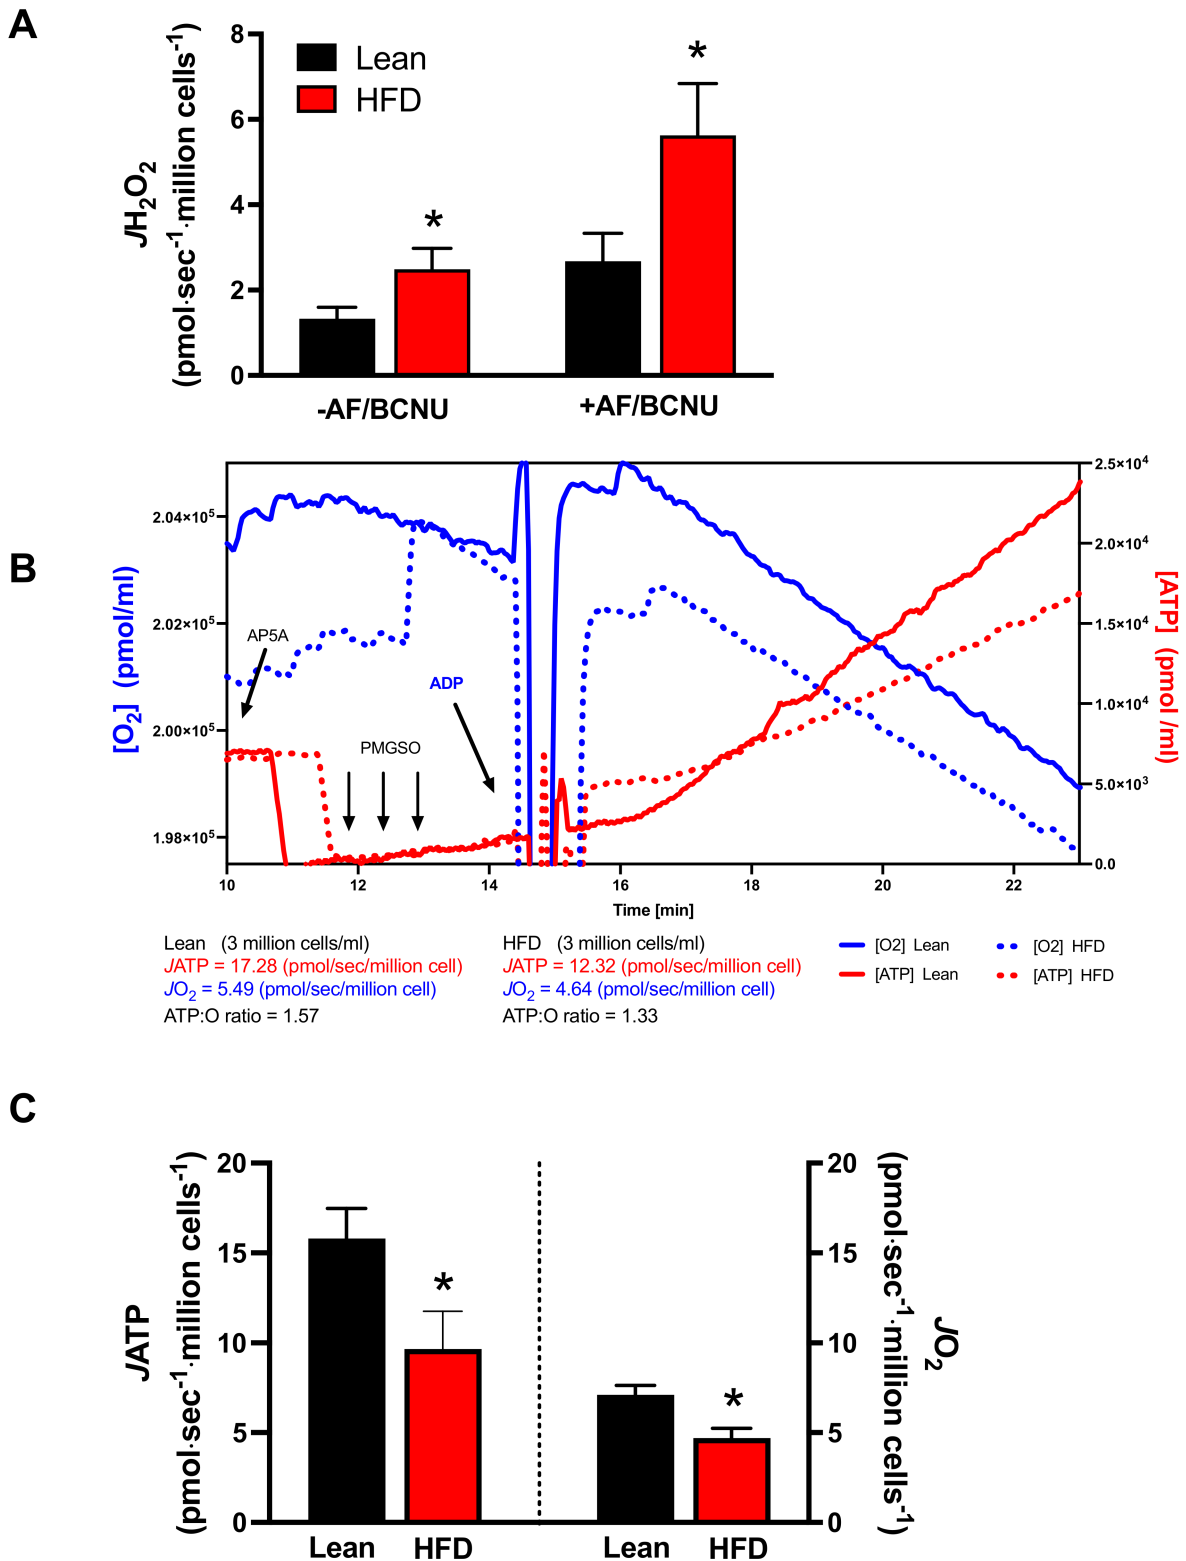 A
JH2O2
(pmol·sec-1·million cells-1)
8
6
4
2
0
Lean
HFD
*
*
-AF/BCNU
+AF/BCNU
B
[O2] (pmol/ml)
2.04×10⁵
2.02×10⁵
2.00×10⁵
1.98×10⁵
AP5A
PMGSO
ADP
2.5×10⁴
2.0×10⁴
1.5×10⁴
1.0×10⁴
5.0×10³
0.0
[ATP] (pmol /ml)
10 12 14 16 18 20 22
Time [min]
Lean (3 million cells/ml)
JATP = 17.28 (pmol/sec/million cell)
JO2 = 5.49 (pmol/sec/million cell)
ATP:O ratio = 1.57
HFD (3 million cells/ml)
JATP = 12.32 (pmol/sec/million cell)
JO2 = 4.64 (pmol/sec/million cell)
ATP:O ratio = 1.33
[O2] Lean
[O2] HFD
[ATP] Lean
[ATP] HFD
C
JATP
(pmol·sec-1·million cells-1)
20
15
10
5
0
*
Lean
HFD
*
Lean
HFD
20
15
10
5
0
JO2
(pmol·sec-1·million cells-1)